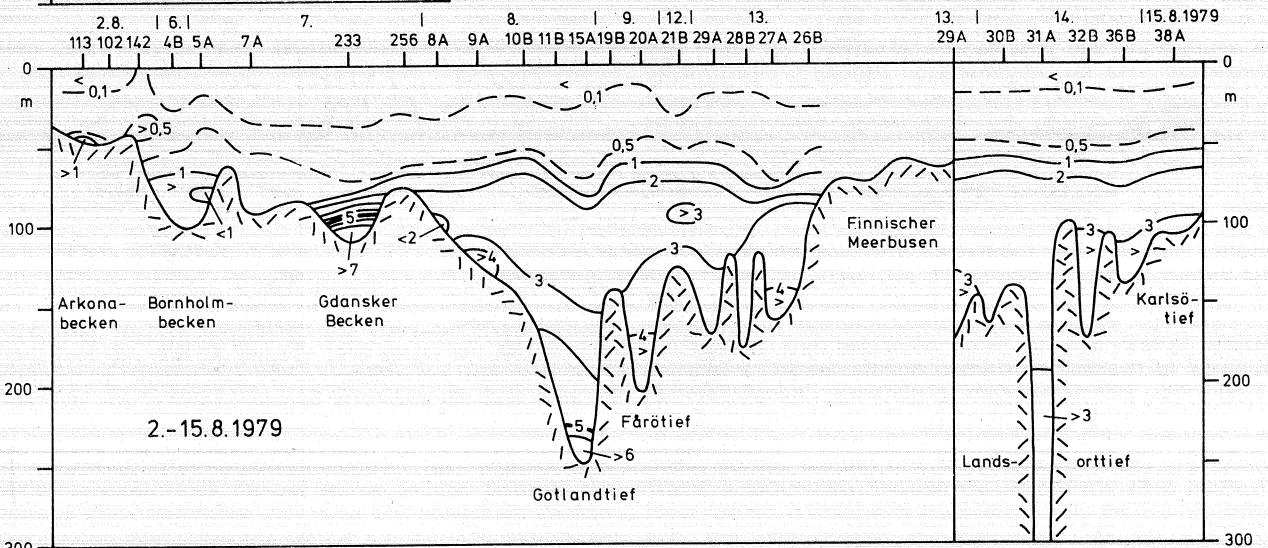 2.8. | 6. | 7. | 8. | 9. | 12. | 13. 13. | 14. | 15.8.1979
113 102 142 4B 5A 7A 233 256 8A 9A 10B 11B 15A 19B 20A 21B 29A 28B 27A 26B 29A 30B 31A 32B 36B 38A
0 0
< 0,1 < 0,1 < 0,1
m m
>0,5 0,5 0,5
>1 1 1 1
> 2 2
<1 5 >3
100 100
<2 >4 3 3 3 3
>7 > >
Finnischer
Meerbusen
3 >
4 >
Arkona-
becken
Bornholm-
becken
Gdansker
Becken
Karlsö-
tief
4 >
200 200
2.-15.8.1979
5 Fårötief >3
>6
Lands- orttief
Gotlandtief
300 300